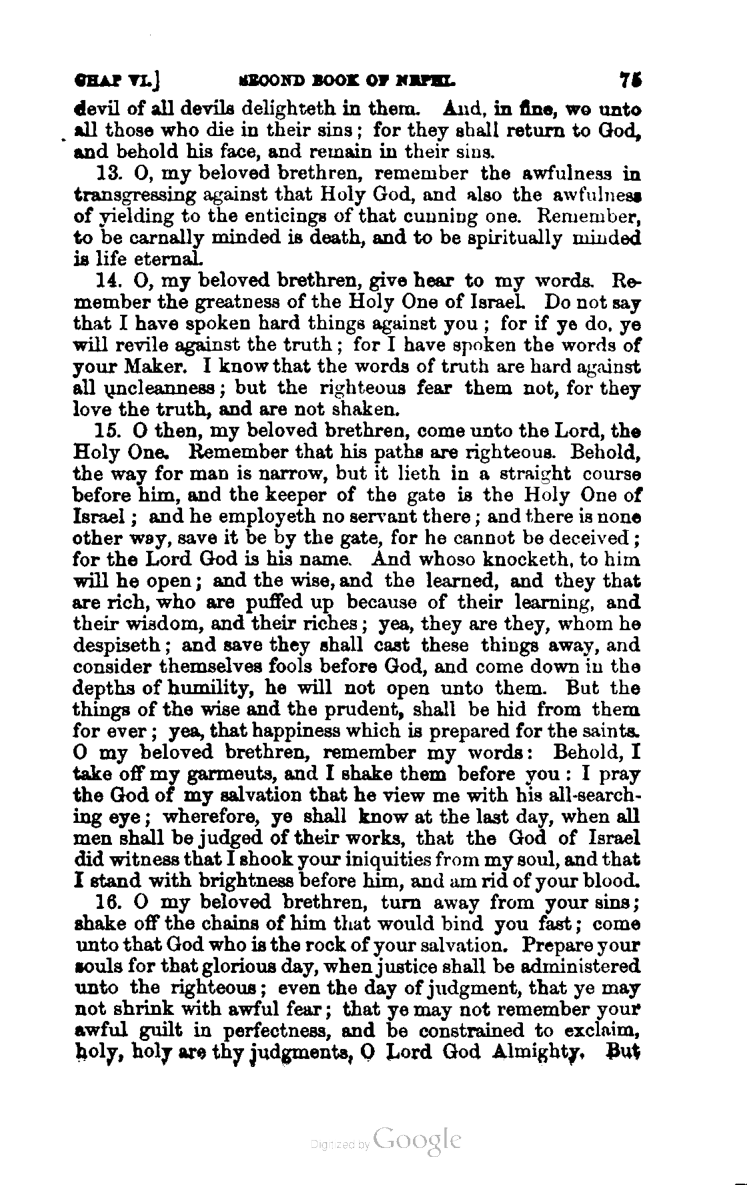 CHAP VI.] SECOND BOOK OF NEPHI. 75
devil of all devils delighteth in them. And, in fine, wo unto
all those who die in their sins; for they shall return to God,
and behold his face, and remain in their sins.
13. O, my beloved brethren, remember the awfulness in
transgressing against that Holy God, and also the awfulness
of yielding to the enticings of that cunning one. Remember,
to be carnally minded is death, and to be spiritually minded
is life eternal.
14. O, my beloved brethren, give hear to my words. Re-
member the greatness of the Holy One of Israel. Do not say
that I have spoken hard things against you; for if ye do, ye
will revile against the truth; for I have spoken the words of
your Maker. I know that the words of truth are hard against
all uncleanness; but the righteous fear them not, for they
love the truth, and are not shaken.
15. O then, my beloved brethren, come unto the Lord, the
Holy One. Remember that his paths are righteous. Behold,
the way for man is narrow, but it lieth in a straight course
before him, and the keeper of the gate is the Holy One of
Israel; and he employeth no servant there; and there is none
other way, save it be by the gate, for he cannot be deceived;
for the Lord God is his name. And whoso knocketh, to him
will he open; and the wise, and the learned, and they that
are rich, who are puffed up because of their learning, and
their wisdom, and their riches; yea, they are they, whom he
despiseth; and save they shall cast these things away, and
consider themselves fools before God, and come down in the
depths of humility, he will not open unto them. But the
things of the wise and the prudent, shall be hid from them
for ever; yea, that happiness which is prepared for the saints.
O my beloved brethren, remember my words: Behold, I
take off my garments, and I shake them before you: I pray
the God of my salvation that he view me with his all-search-
ing eye; wherefore, ye shall know at the last day, when all
men shall be judged of their works, that the God of Israel
did witness that I shook your iniquities from my soul, and that
I stand with brightness before him, and am rid of your blood.
16. O my beloved brethren, turn away from your sins;
shake off the chains of him that would bind you fast; come
unto that God who is the rock of your salvation. Prepare your
souls for that glorious day, when justice shall be administered
unto the righteous; even the day of judgment, that ye may
not shrink with awful fear; that ye may not remember your
awful guilt in perfectness, and be constrained to exclaim,
holy, holy are thy judgments, O Lord God Almighty. But
Digitized by Google